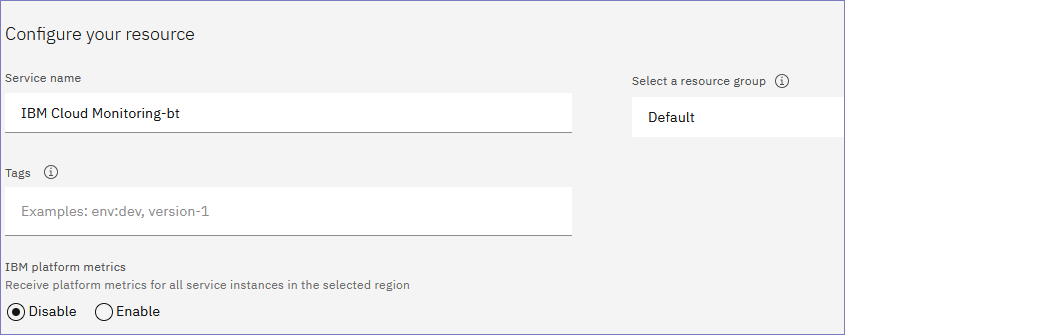 Configure your resource
Service name
IBM Cloud Monitoring-bt
Select a resource group
Default
Tags
Examples: env:dev, version-1
IBM platform metrics
Receive platform metrics for all service instances in the selected region
Disable Enable